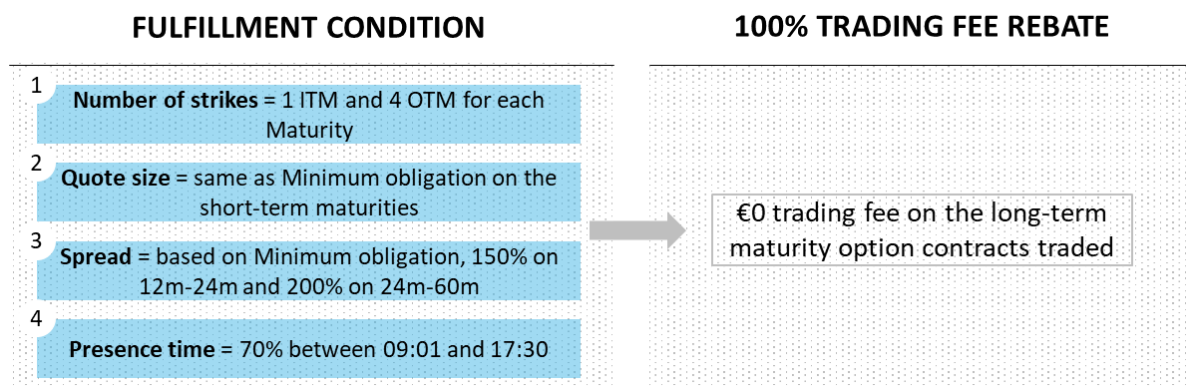 FULFILLMENT CONDITION
100% TRADING FEE REBATE
1
Number of strikes = 1 ITM and 4 OTM for each
Maturity
2
Quote size = same as Minimum obligation on the
short-term maturities
3
Spread = based on Minimum obligation, 150% on
12m-24m and 200% on 24m-60m
4
Presence time = 70% between 09:01 and 17:30
€0 trading fee on the long-term
maturity option contracts traded